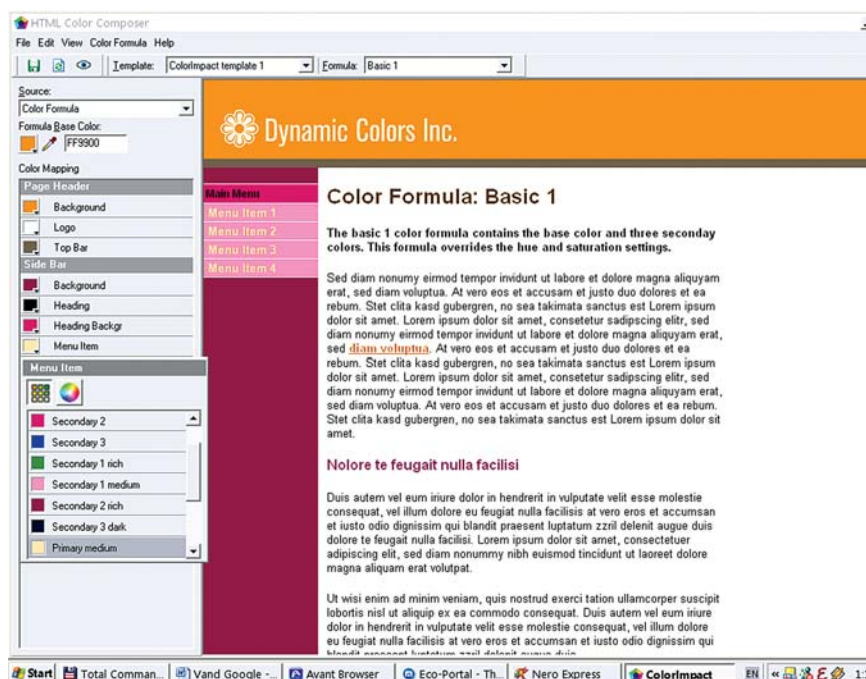 HTML Color Composer
File Edit View Color Formula Help
Template: ColorImpact template 1 Formula: Basic 1
Source:
Color Formula
Formula Base Color:
FF9900
Color Mapping
Page Header
Background
Logo
Top Bar
Side Bar
Background
Heading
Heading Backgr
Menu Item
Menu Item
Secondary 2
Secondary 3
Secondary 1 rich
Secondary 1 medium
Secondary 2 rich
Secondary 3 dark
Primary medium
Dynamic Colors Inc.
Main Menu
Menu Item 1
Menu Item 2
Menu Item 3
Menu Item 4
Color Formula: Basic 1
The basic 1 color formula contains the base color and three seconday
colors. This formula overrides the hue and saturation settings.
Sed diam nonumy eirmod tempor invidunt ut labore et dolore magna aliquyam
erat, sed diam voluptua. At vero eos et accusam et justo duo dolores et ea
rebum. Stet clita kasd gubergren, no sea takimata sanctus est Lorem ipsum
dolor sit amet. Lorem ipsum dolor sit amet, consetetur sadipscing elitr, sed
diam nonumy eirmod tempor invidunt ut labore et dolore magna aliquyam erat,
sed diam voluptua. At vero eos et accusam et justo duo dolores et ea
rebum. Stet clita kasd gubergren, no sea takimata sanctus est Lorem ipsum
dolor sit amet. Lorem ipsum dolor sit amet, consetetur sadipscing elitr, sed
diam nonumy eirmod tempor invidunt ut labore et dolore magna aliquyam erat,
sed diam voluptua. At vero eos et accusam et justo duo dolores et ea rebum.
Stet clita kasd gubergren, no sea takimata sanctus est Lorem ipsum dolor sit
amet.
Nolore te feugait nulla facilisi
Duis autem vel eum iriure dolor in hendrerit in vulputate velit esse molestie
consequat, vel illum dolore eu feugiat nulla facilisis at vero eros et accumsan
et iusto odio dignissim qui blandit praesent luptatum zzril delenit augue duis
dolore te feugait nulla facilisi. Lorem ipsum dolor sit amet, consectetuer
adipiscing elit, sed diam nonummy nibh euismod tincidunt ut laoreet dolore
magna aliquam erat volutpat.
Ut wisi enim ad minim veniam, quis nostrud exerci tation ullamcorper suscipit
lobortis nisl ut aliquip ex ea commodo consequat. Duis autem vel eum iriure
dolor in hendrerit in vulputate velit esse molestie consequat, vel illum dolore
eu feugiat nulla facilisis at vero eros et accumsan et iusto odio dignissim qui
blandit praesent luptatum zzril delenit augue duis
Start Total Comman... Vand Google -... Avant Browser Eco-Portal - Th... Nero Express ColorImpact EN